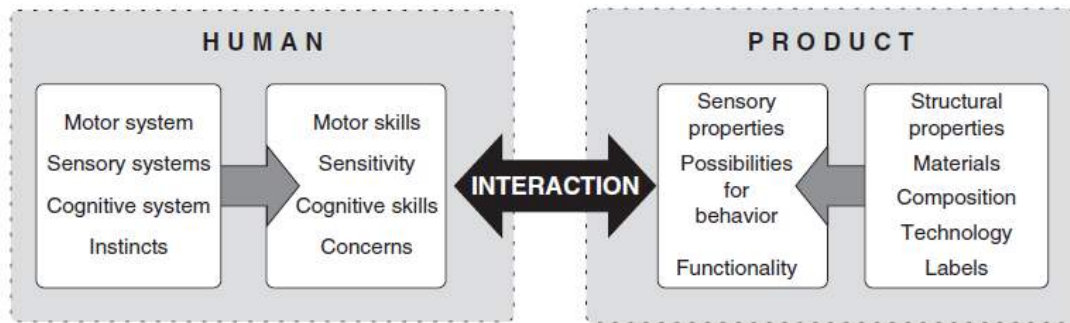 HUMAN
Motor system
Sensory systems
Cognitive system
Instincts
Motor skills
Sensitivity
Cognitive skills
Concerns
INTERACTION
PRODUCT
Sensory
properties
Possibilities
for
behavior
Functionality
Structural
properties
Materials
Composition
Technology
Labels